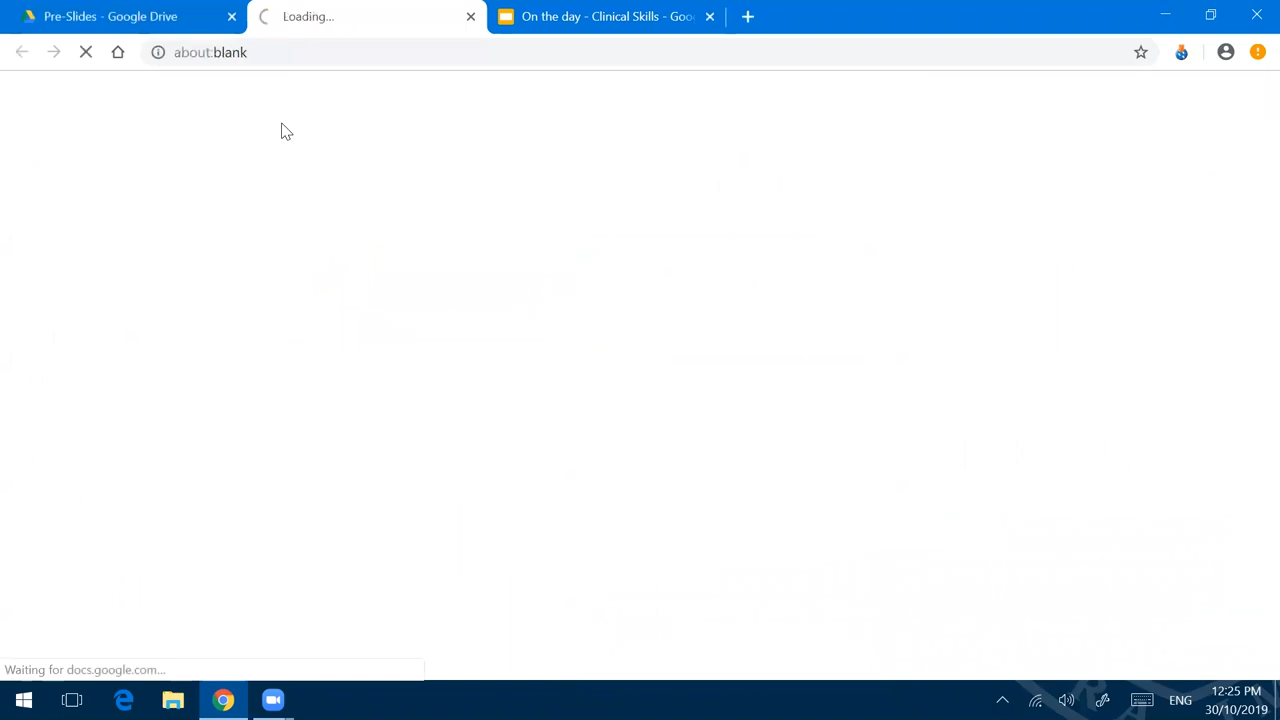 Pre-Slides - Google Drive
Loading...
On the day - Clinical Skills - Goo
about:blank
Waiting for docs.google.com...
ENG
12:25 PM
30/10/2019